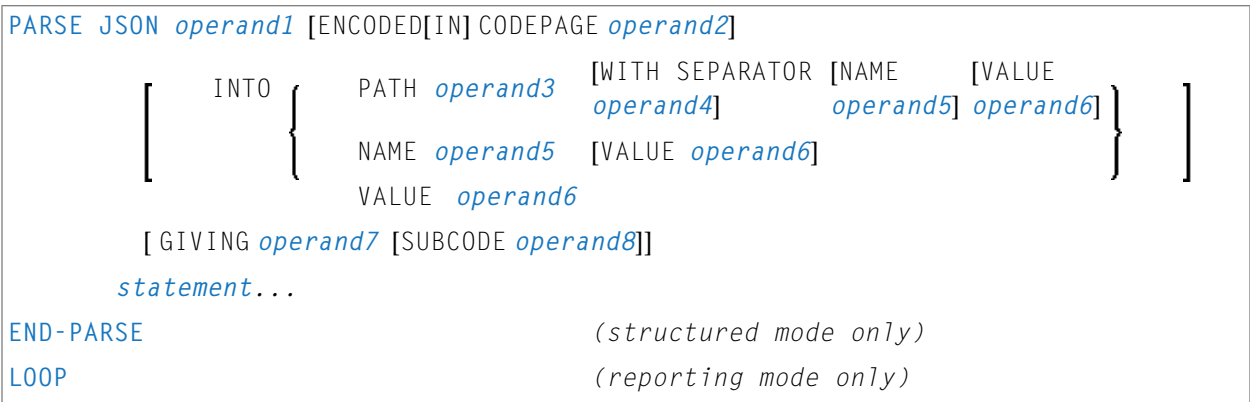 PARSE JSON operand1 [ENCODED[IN] CODEPAGE operand2]
[ INTO { PATH operand3 [WITH SEPARATOR [NAME [VALUE
operand4] operand5] operand6] } ]
NAME operand5 [VALUE operand6]
VALUE operand6
[ GIVING operand7 [SUBCODE operand8]]
statement...
END-PARSE (structured mode only)
LOOP (reporting mode only)